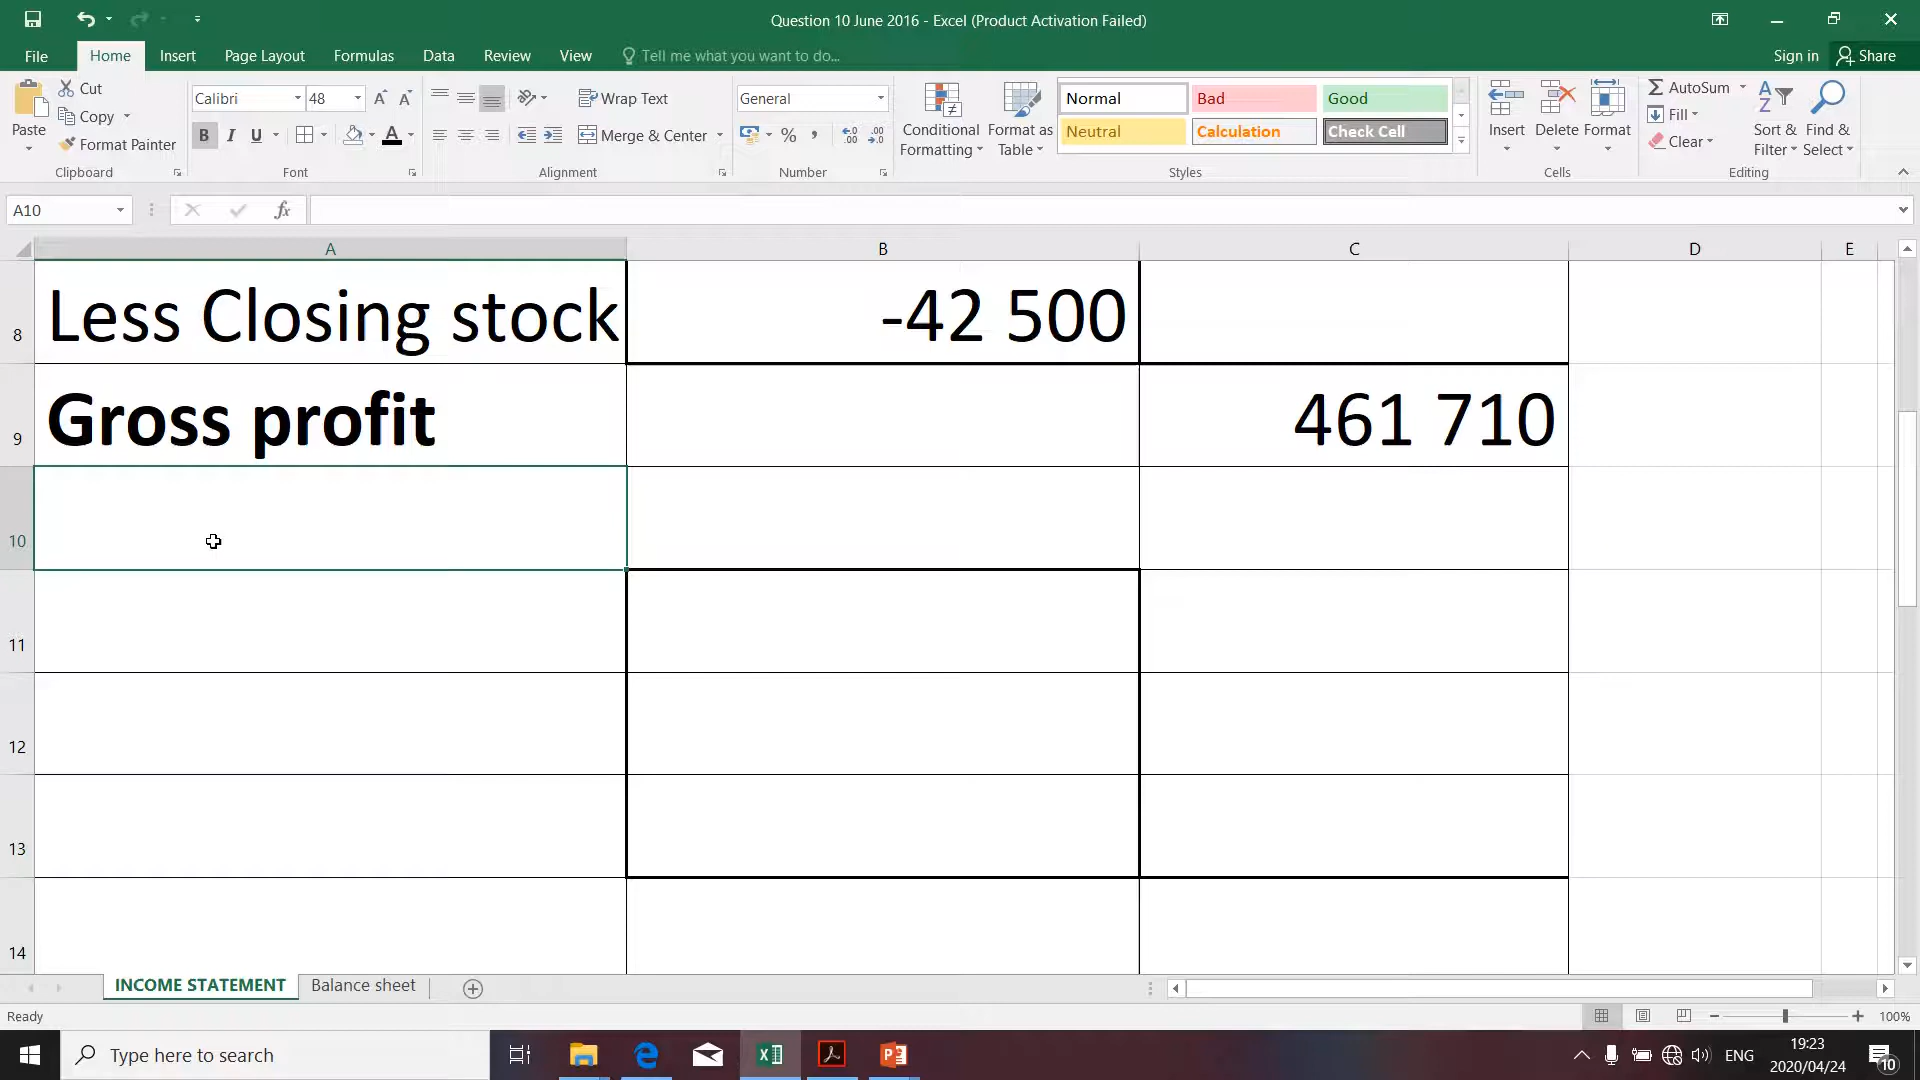 Question 10 June 2016 - Excel (Product Activation Failed)
File Home Insert Page Layout Formulas Data Review View Tell me what you want to do... Sign in Share
Paste Cut Copy Format Painter
Clipboard
Calibri 48
B I U A
Font
Wrap Text
Merge & Center
Alignment
General
% ,
Number
Conditional Formatting Format as Table
Normal Bad Good
Neutral Calculation Check Cell
Styles
Insert Delete Format
Cells
AutoSum
Fill
Clear
Sort & Filter Find & Select
Editing
A10 fx
A B C D E
8 Less Closing stock -42 500
9 Gross profit 461 710
10
11
12
13
14
INCOME STATEMENT Balance sheet
Ready 100%
Type here to search ENG 19:23
2020/04/24 10